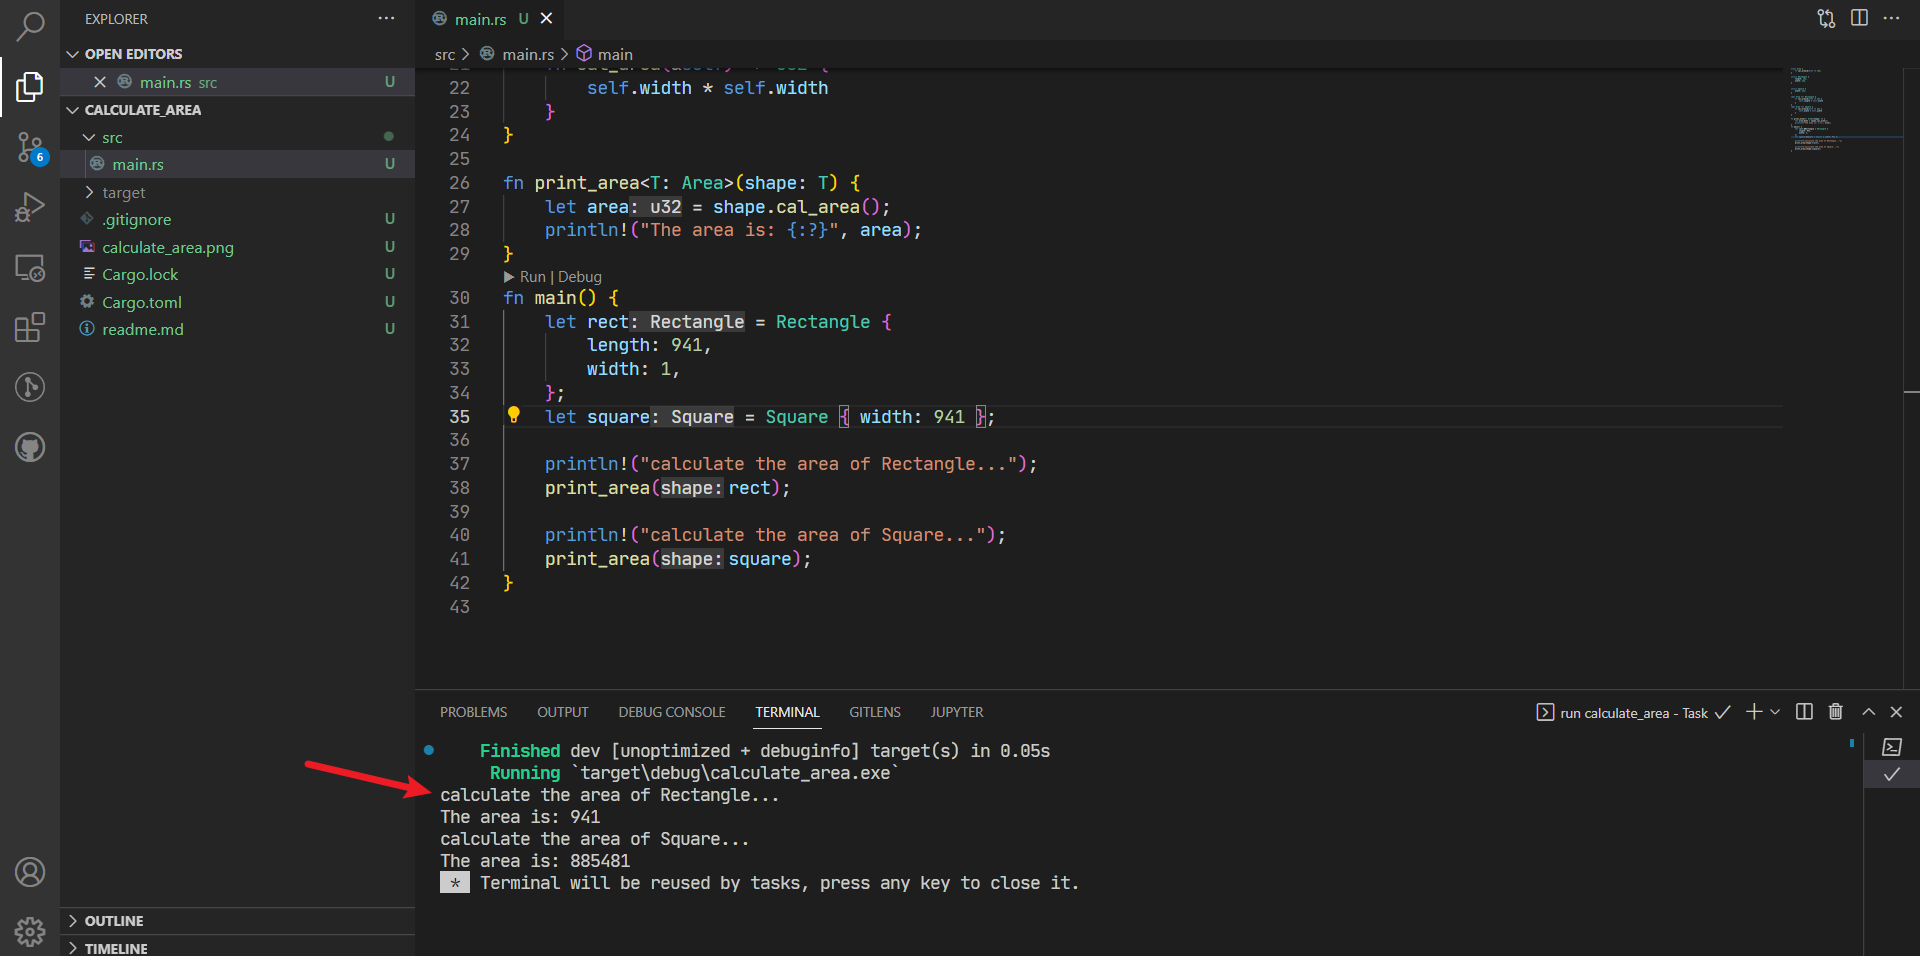 EXPLORER
OPEN EDITORS
main.rs src U
CALCULATE_AREA
src
main.rs U
target
.gitignore U
calculate_area.png U
Cargo.lock U
Cargo.toml U
readme.md U
6
OUTLINE
TIMELINE
main.rs U
src > main.rs > main
22 self.width * self.width
23 }
24 }
25
26 fn print_area<T: Area>(shape: T) {
27 let area: u32 = shape.cal_area();
28 println!("The area is: {:?}", area);
29 }
Run | Debug
30 fn main() {
31 let rect: Rectangle = Rectangle {
32 length: 941,
33 width: 1,
34 };
35 let square: Square = Square { width: 941 };
36
37 println!("calculate the area of Rectangle...");
38 print_area(shape: rect);
39
40 println!("calculate the area of Square...");
41 print_area(shape: square);
42 }
43
PROBLEMS OUTPUT DEBUG CONSOLE TERMINAL GITLENS JUPYTER
run calculate_area - Task
Finished dev [unoptimized + debuginfo] target(s) in 0.05s
Running `target\debug\calculate_area.exe`
calculate the area of Rectangle...
The area is: 941
calculate the area of Square...
The area is: 885481
* Terminal will be reused by tasks, press any key to close it.